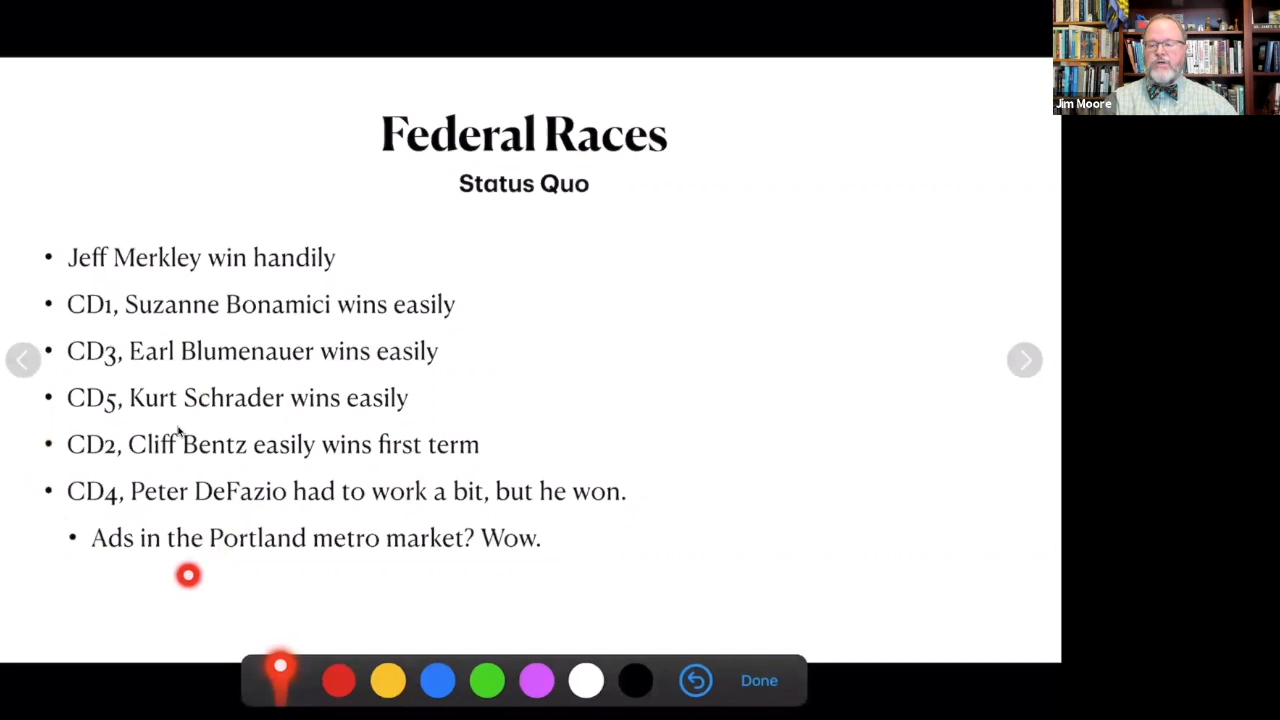 Jim Moore
Federal Races
Status Quo
• Jeff Merkley win handily
• CD1, Suzanne Bonamici wins easily
• CD3, Earl Blumenauer wins easily
• CD5, Kurt Schrader wins easily
• CD2, Cliff Bentz easily wins first term
• CD4, Peter DeFazio had to work a bit, but he won.
• Ads in the Portland metro market? Wow.
Done